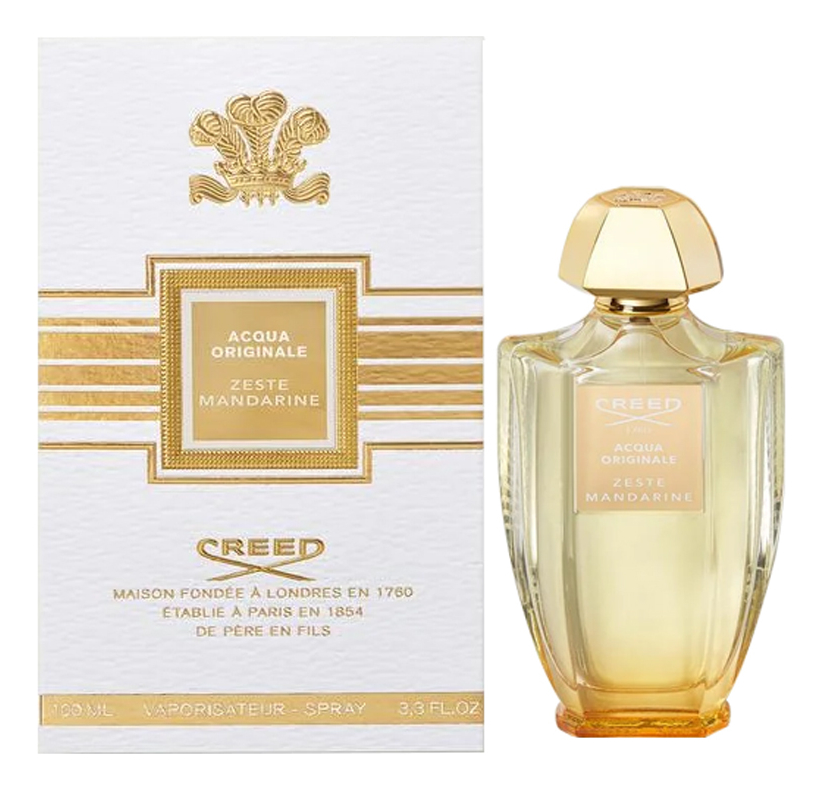 ACQUA
ORIGINALE
ZESTE
MANDARINE
CREED
MAISON FONDÉE À LONDRES EN 1760
ÉTABLIE À PARIS EN 1854
DE PÈRE EN FILS
100 ML VAPORISATEUR - SPRAY 3,3 FL.OZ
CREED
ACQUA
ORIGINALE
ZESTE
MANDARINE